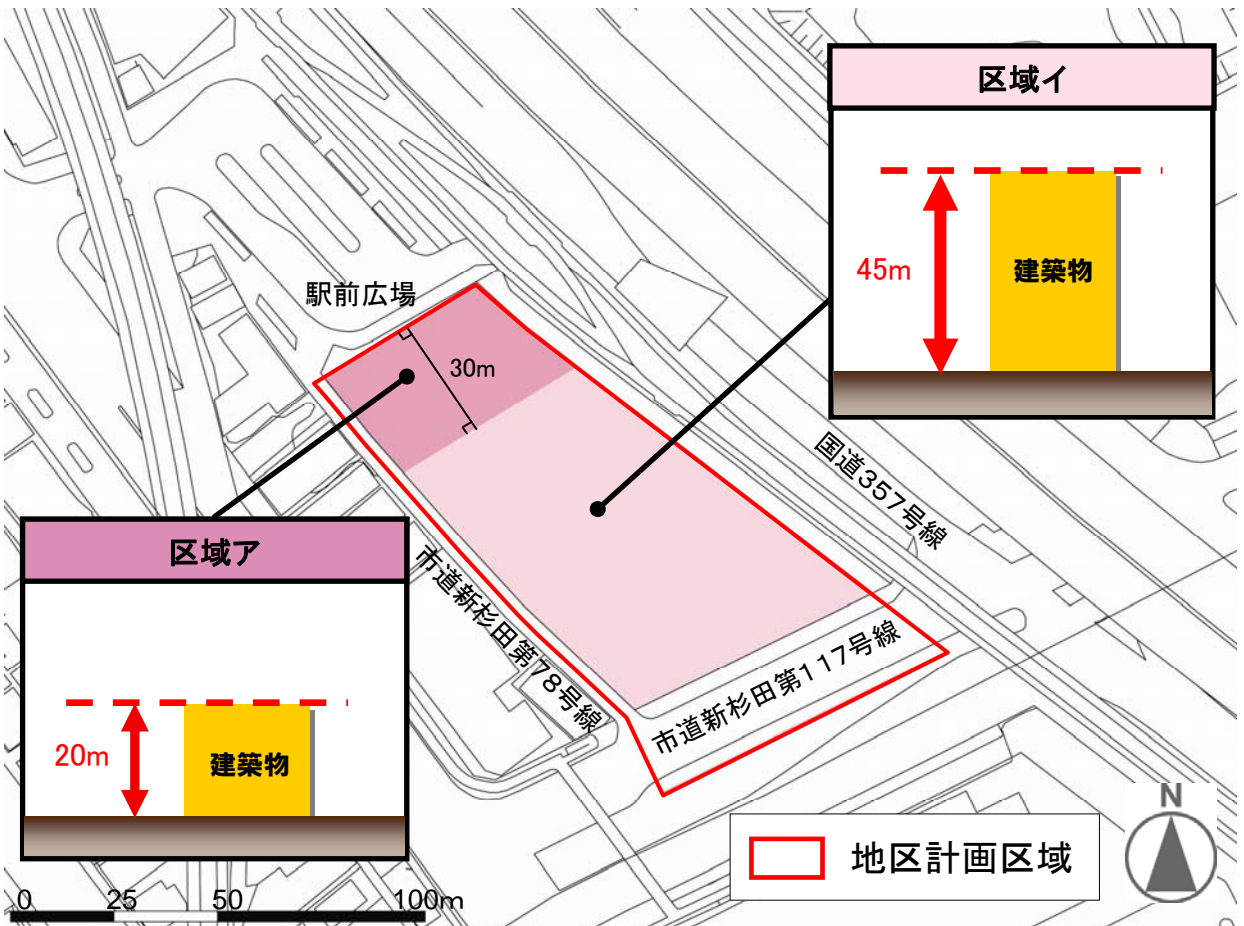 区域イ
45m
建築物
駅前広場
30m
国道357号線
区域ア
20m
建築物
市道新杉田第78号線
市道新杉田第117号線
地区計画区域
N
0 25 50 100m